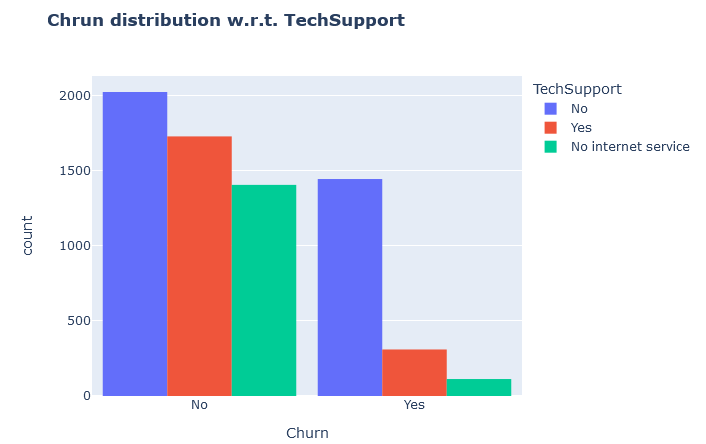 Chrun distribution w.r.t. TechSupport
TechSupport
No
Yes
No internet service
2000
1500
1000
500
0
count
No
Yes
Churn